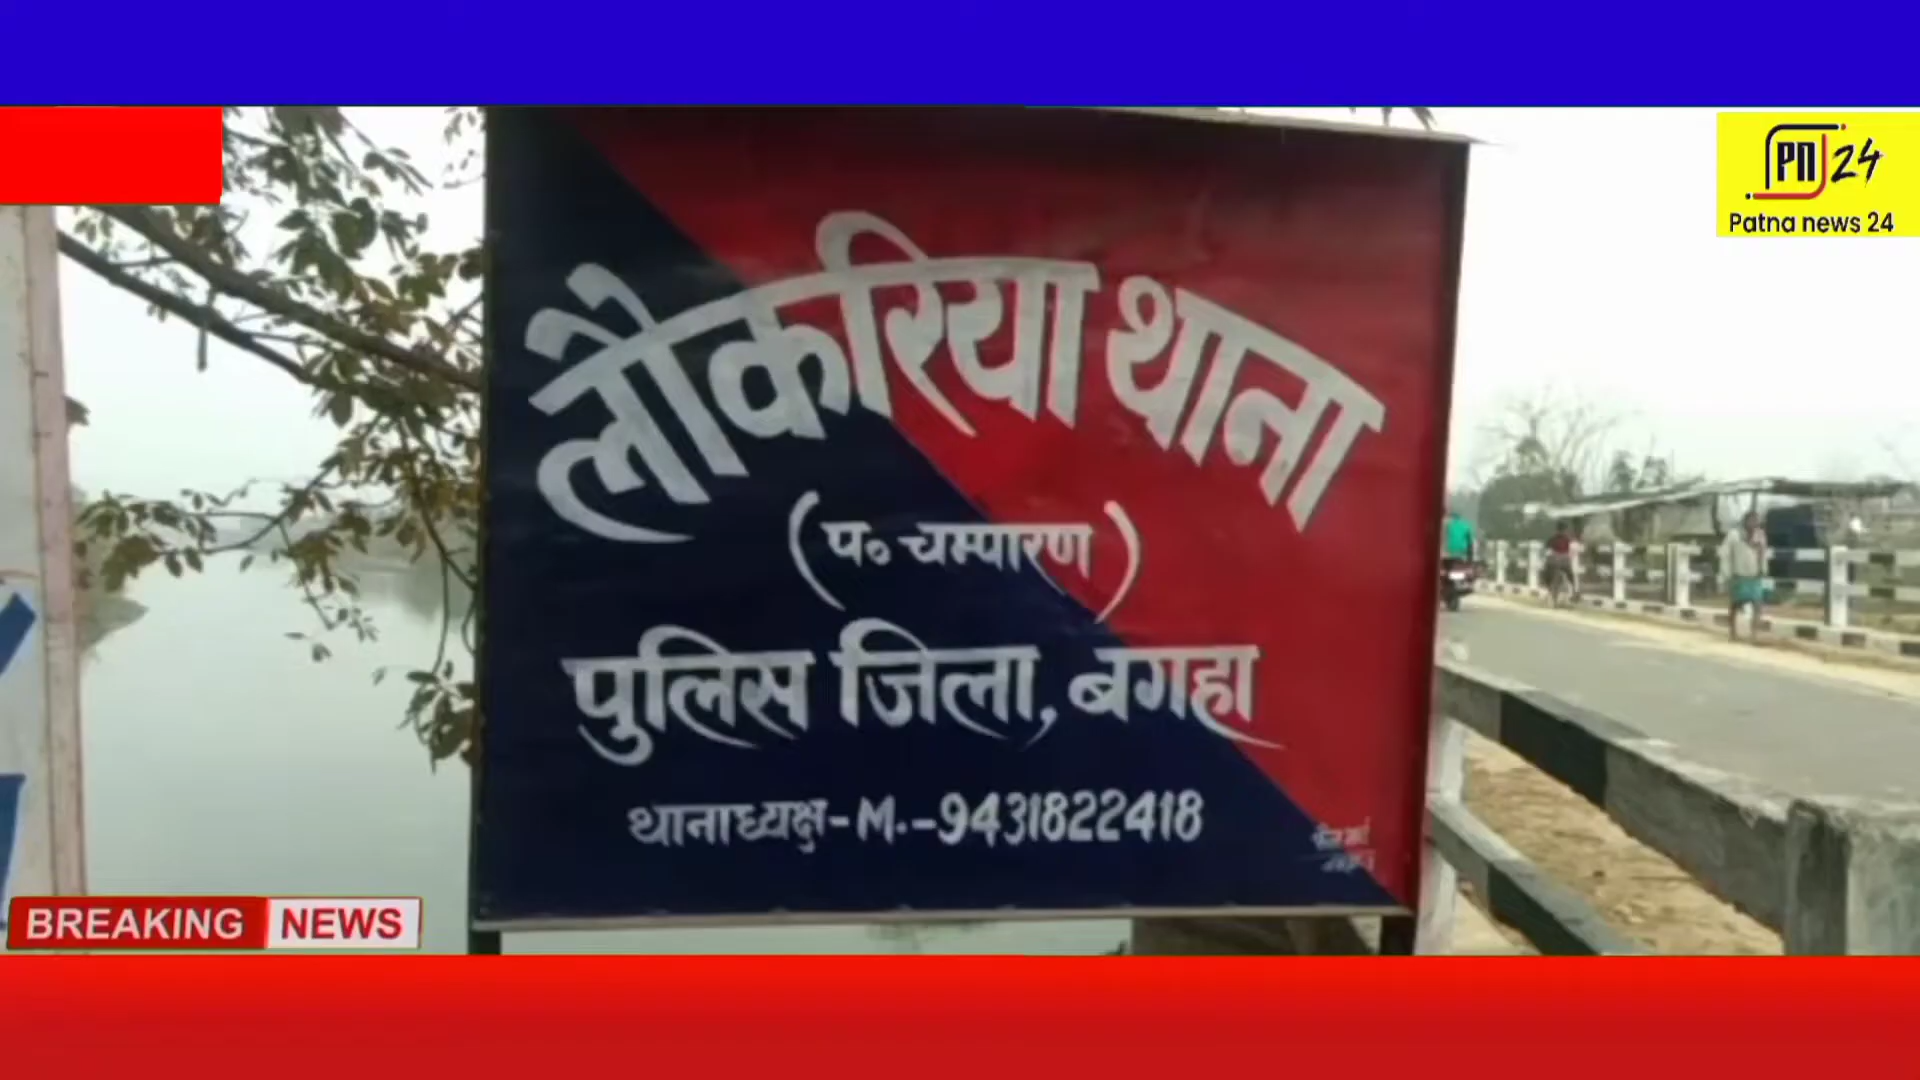 PN 24
Patna news 24
लौकरिया थाना
(प० चम्पारण)
पुलिस जिला, बगहा
थानाध्यक्ष-M.-9431822418
BREAKING NEWS